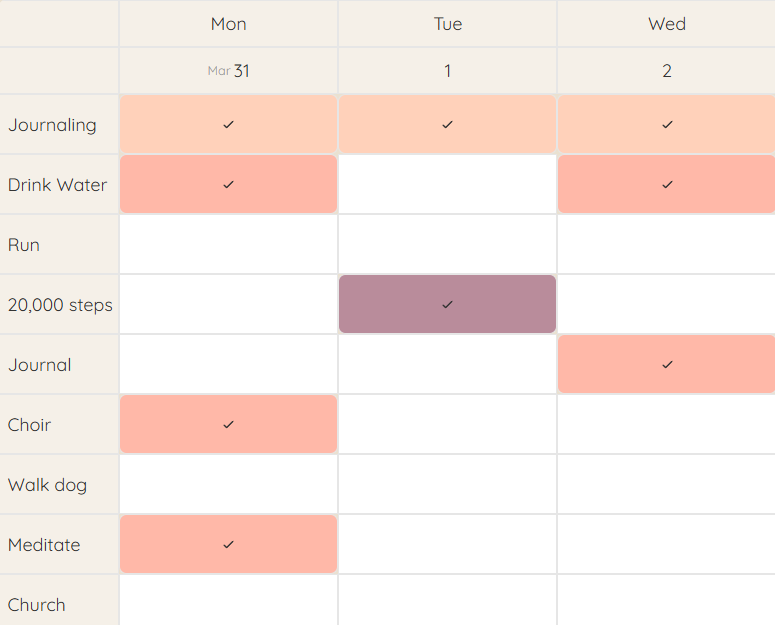 Mon Tue Wed
Mar 31 1 2
Journaling ✓ ✓ ✓
Drink Water ✓ ✓
Run
20,000 steps ✓
Journal ✓
Choir ✓
Walk dog
Meditate ✓
Church